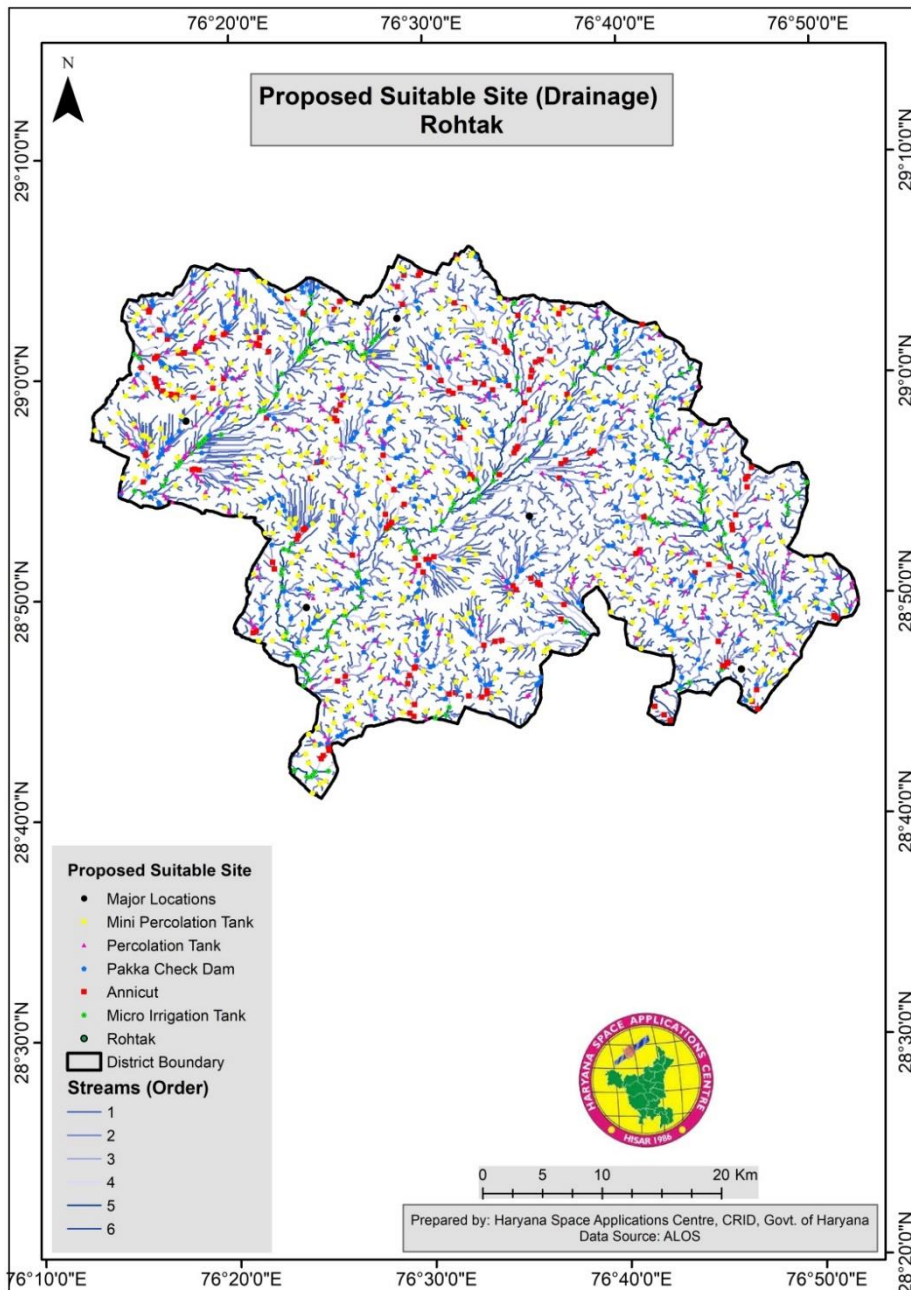 76°20'0"E 76°30'0"E 76°40'0"E 76°50'0"E
N
Proposed Suitable Site (Drainage)
Rohtak
29°10'0"N 29°10'0"N
29°0'0"N 29°0'0"N
28°50'0"N 28°50'0"N
28°40'0"N 28°40'0"N
28°30'0"N 28°30'0"N
28°20'0"N
Proposed Suitable Site
Major Locations
Mini Percolation Tank
Percolation Tank
Pakka Check Dam
Annicut
Micro Irrigation Tank
Rohtak
District Boundary
Streams (Order)
1
2
3
4
5
6
HARYANA SPACE APPLICATIONS CENTRE
HISAR 1986
0 5 10 20 Km
Prepared by: Haryana Space Applications Centre, CRID, Govt. of Haryana
Data Source: ALOS
76°10'0"E 76°20'0"E 76°30'0"E 76°40'0"E 76°50'0"E